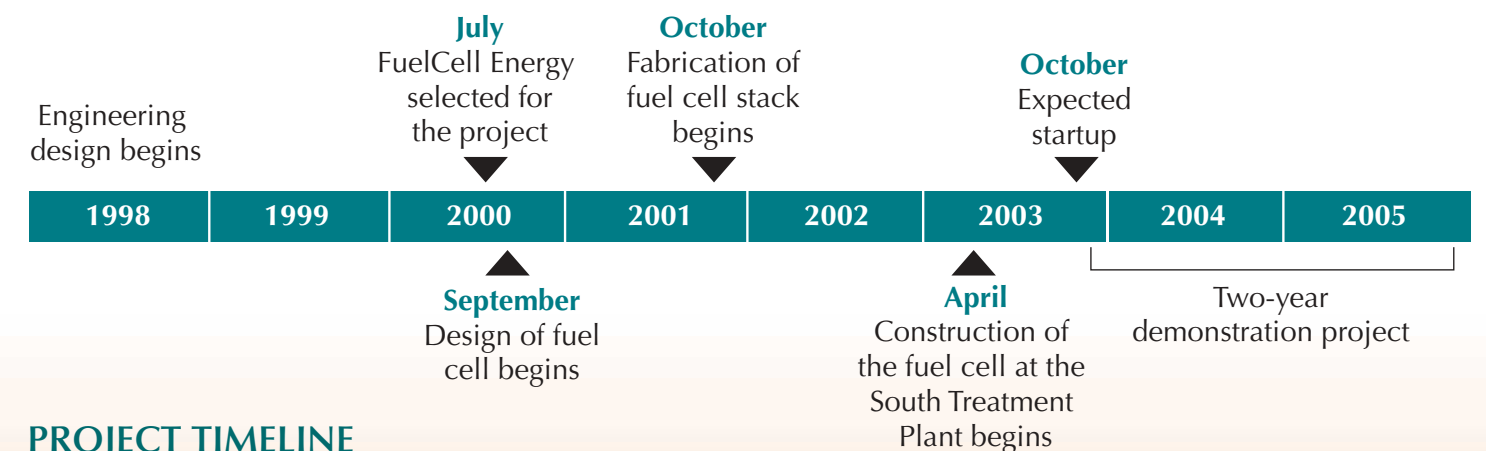 Engineering
design begins
July
FuelCell Energy
selected for
the project
October
Fabrication of
fuel cell stack
begins
October
Expected
startup
1998
1999
2000
2001
2002
2003
2004
2005
September
Design of fuel
cell begins
April
Construction of
the fuel cell at the
South Treatment
Plant begins
Two-year
demonstration project
PROJECT TIMELINE